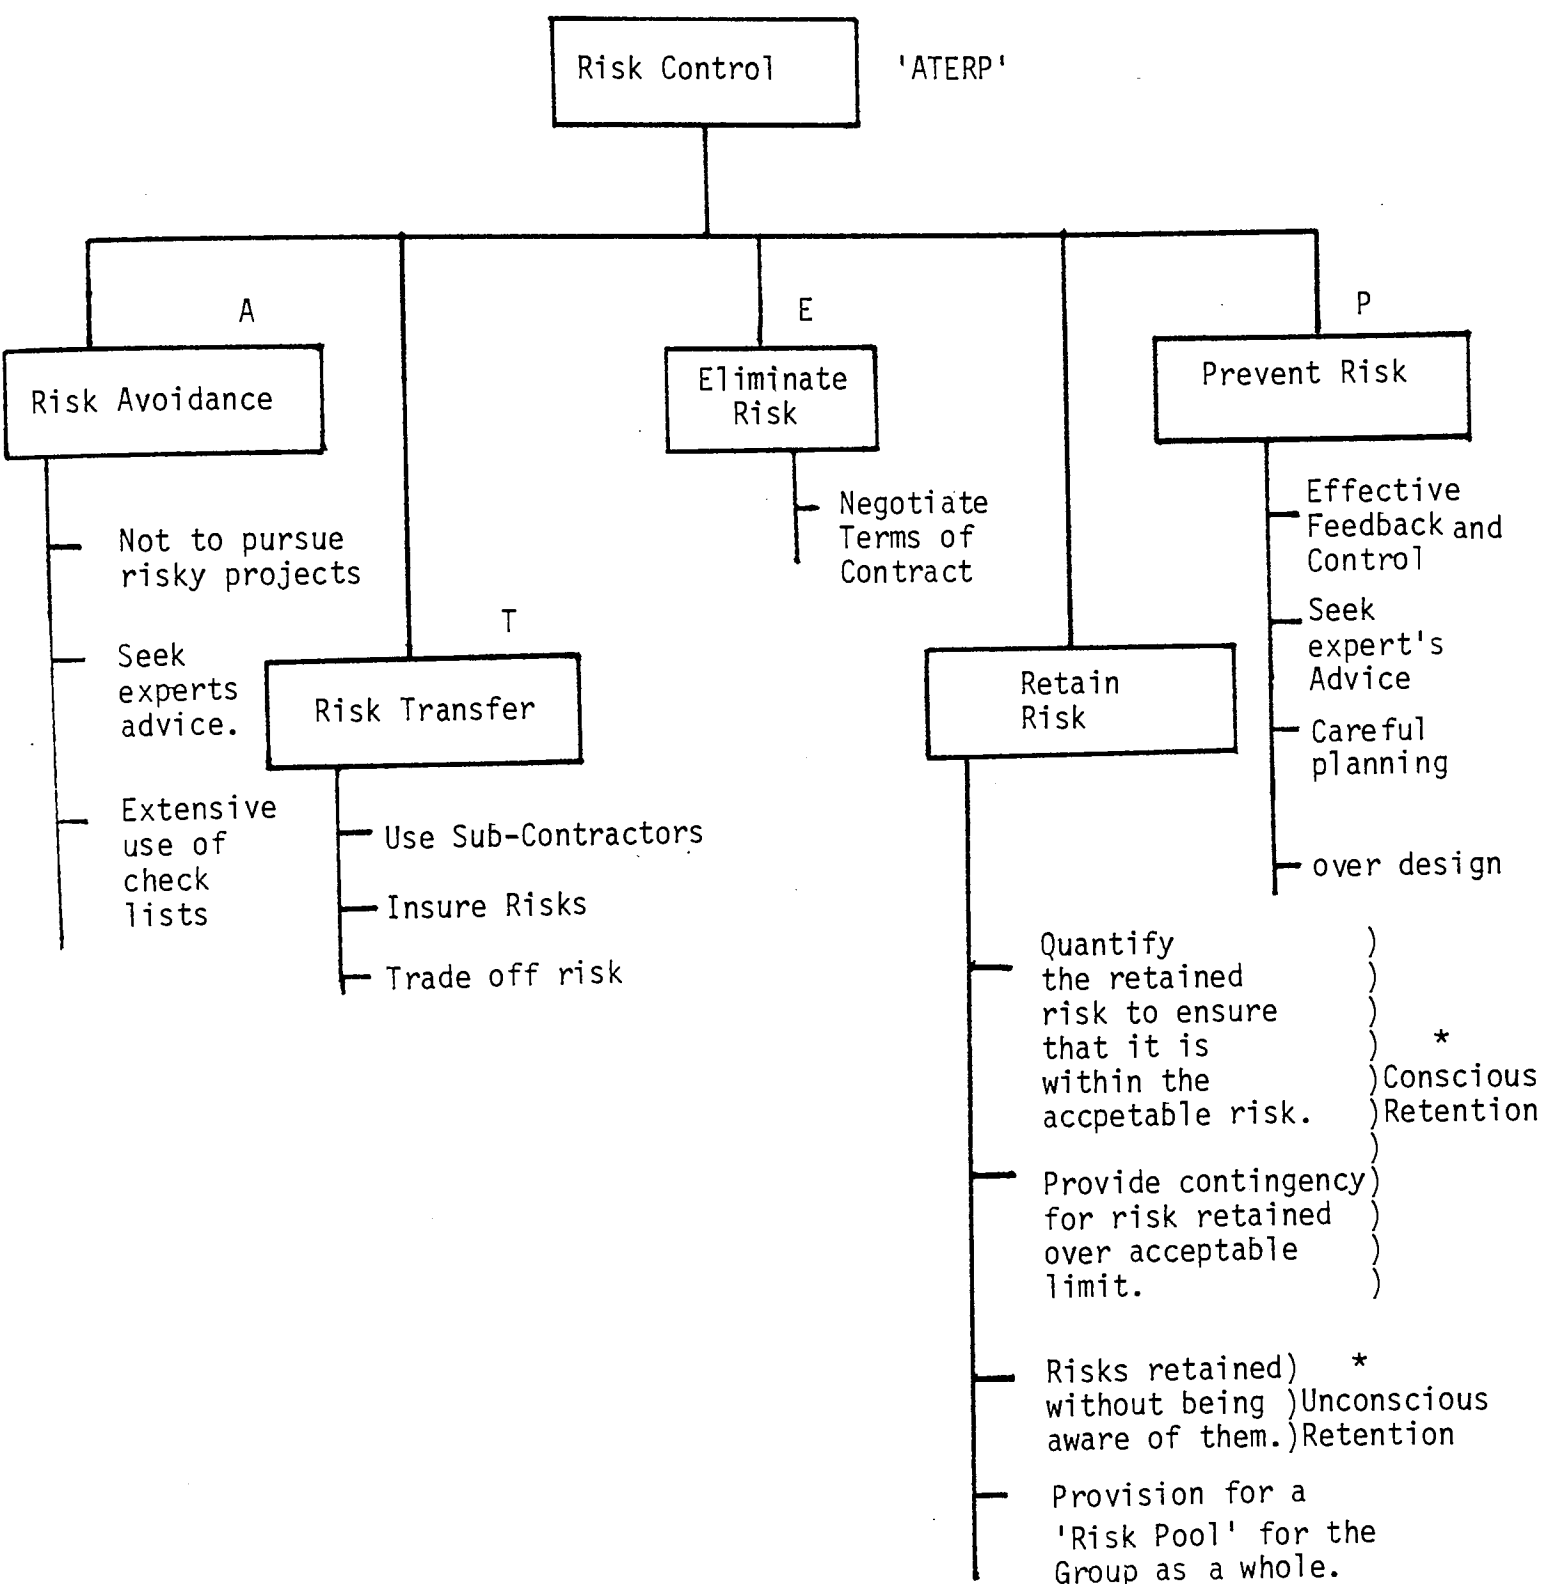 Risk Control
'ATERP'
A
Risk Avoidance
Not to pursue
risky projects
Seek
experts
advice.
Extensive
use of
check
lists
T
Risk Transfer
Use Sub-Contractors
Insure Risks
Trade off risk
E
Eliminate
Risk
Negotiate
Terms of
Contract
Retain
Risk
Quantify )
the retained )
risk to ensure )
that it is ) *
within the )Conscious
accpetable risk. )Retention
)
Provide contingency)
for risk retained )
over acceptable )
limit. )
Risks retained) *
without being )Unconscious
aware of them.)Retention
Provision for a
'Risk Pool' for the
Group as a whole.
P
Prevent Risk
Effective
Feedback and
Control
Seek
expert's
Advice
Careful
planning
over design